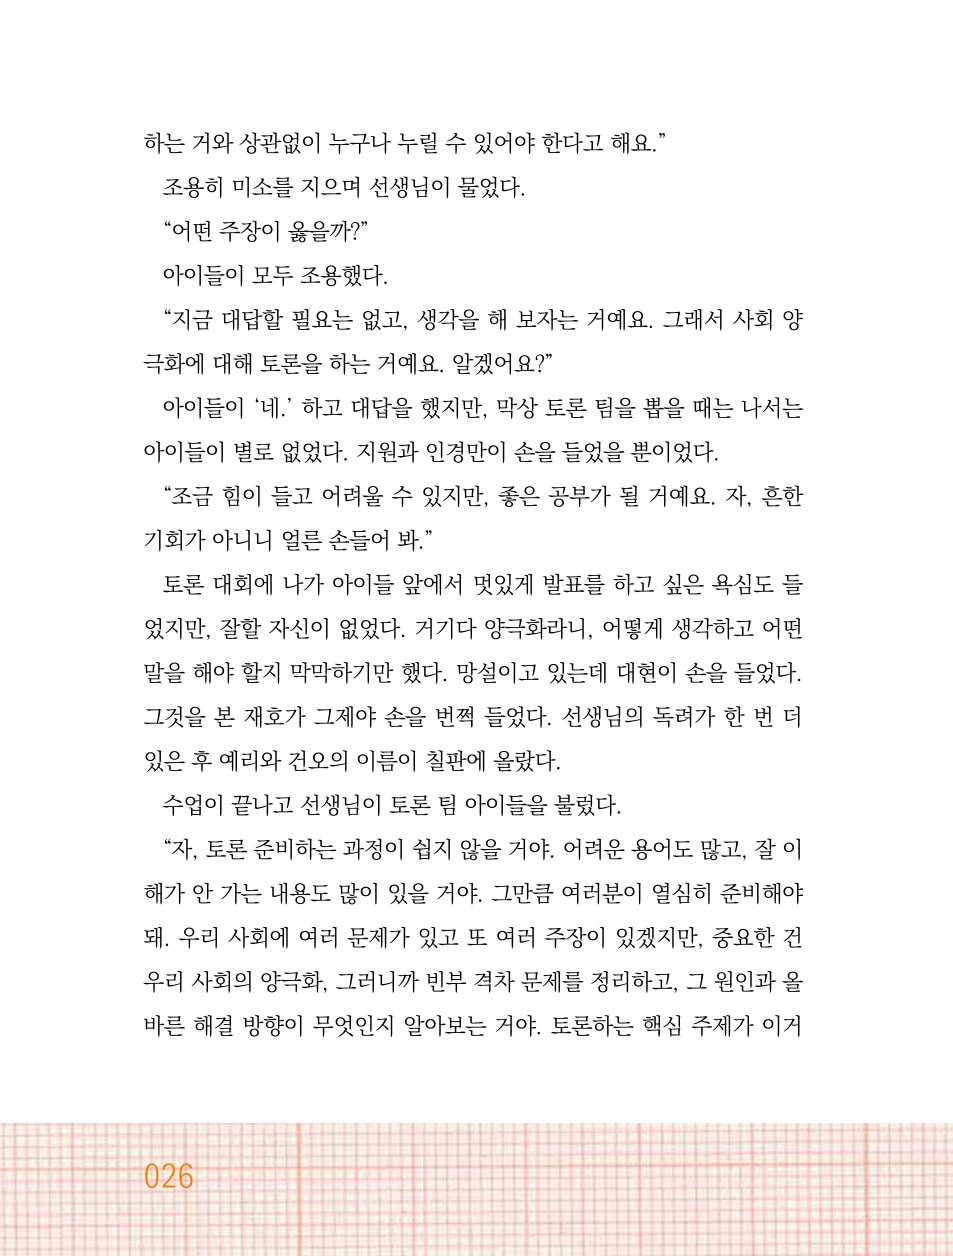 하는 거와 상관없이 누구나 누릴 수 있어야 한다고 해요.”
조용히 미소를 지으며 선생님이 물었다.
“어떤 주장이 옳을까?”
아이들이 모두 조용했다.
“지금 대답할 필요는 없고, 생각을 해 보자는 거예요. 그래서 사회 양
극화에 대해 토론을 하는 거예요. 알겠어요?”
아이들이 ‘네.’ 하고 대답을 했지만, 막상 토론 팀을 뽑을 때는 나서는
아이들이 별로 없었다. 지원과 인경만이 손을 들었을 뿐이었다.
“조금 힘이 들고 어려울 수 있지만, 좋은 공부가 될 거예요. 자, 흔한
기회가 아니니 얼른 손들어 봐.”
토론 대회에 나가 아이들 앞에서 멋있게 발표를 하고 싶은 욕심도 들
었지만, 잘할 자신이 없었다. 거기다 양극화라니, 어떻게 생각하고 어떤
말을 해야 할지 막막하기만 했다. 망설이고 있는데 대현이 손을 들었다.
그것을 본 재호가 그제야 손을 번쩍 들었다. 선생님의 독려가 한 번 더
있은 후 예리와 건오의 이름이 칠판에 올랐다.
수업이 끝나고 선생님이 토론 팀 아이들을 불렀다.
“자, 토론 준비하는 과정이 쉽지 않을 거야. 어려운 용어도 많고, 잘 이
해가 안 가는 내용도 많이 있을 거야. 그만큼 여러분이 열심히 준비해야
돼. 우리 사회에 여러 문제가 있고 또 여러 주장이 있겠지만, 중요한 건
우리 사회의 양극화, 그러니까 빈부 격차 문제를 정리하고, 그 원인과 올
바른 해결 방향이 무엇인지 알아보는 거야. 토론하는 핵심 주제가 이거
026